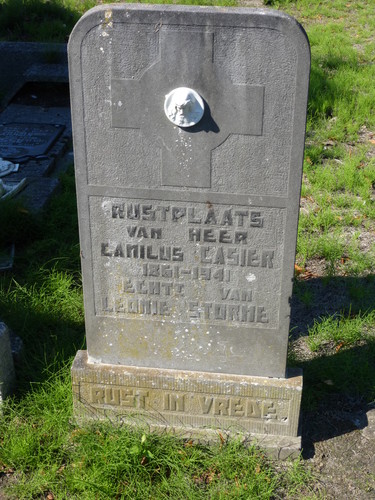 RUSTPLAATS
VAN HEER
CAMILUS CASIER
1861-1941
ECHTG VAN
LEONIE STORME
RUST IN VREDE.